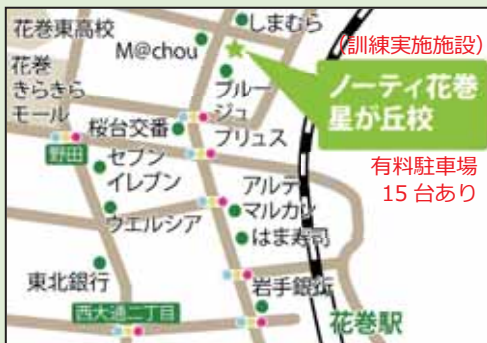 花巻東高校
しまむら
M@chou
(訓練実施施設)
花巻
きらきら
モール
ノーティ花巻
星が丘校
ブルー
ジュ
プリュス
桜台交番
野田
セブン
イレブン
有料駐車場
15 台あり
アルテ
マルカン
ウエルシア
はま寿司
東北銀行
岩手銀行
西大通二丁目
花巻駅